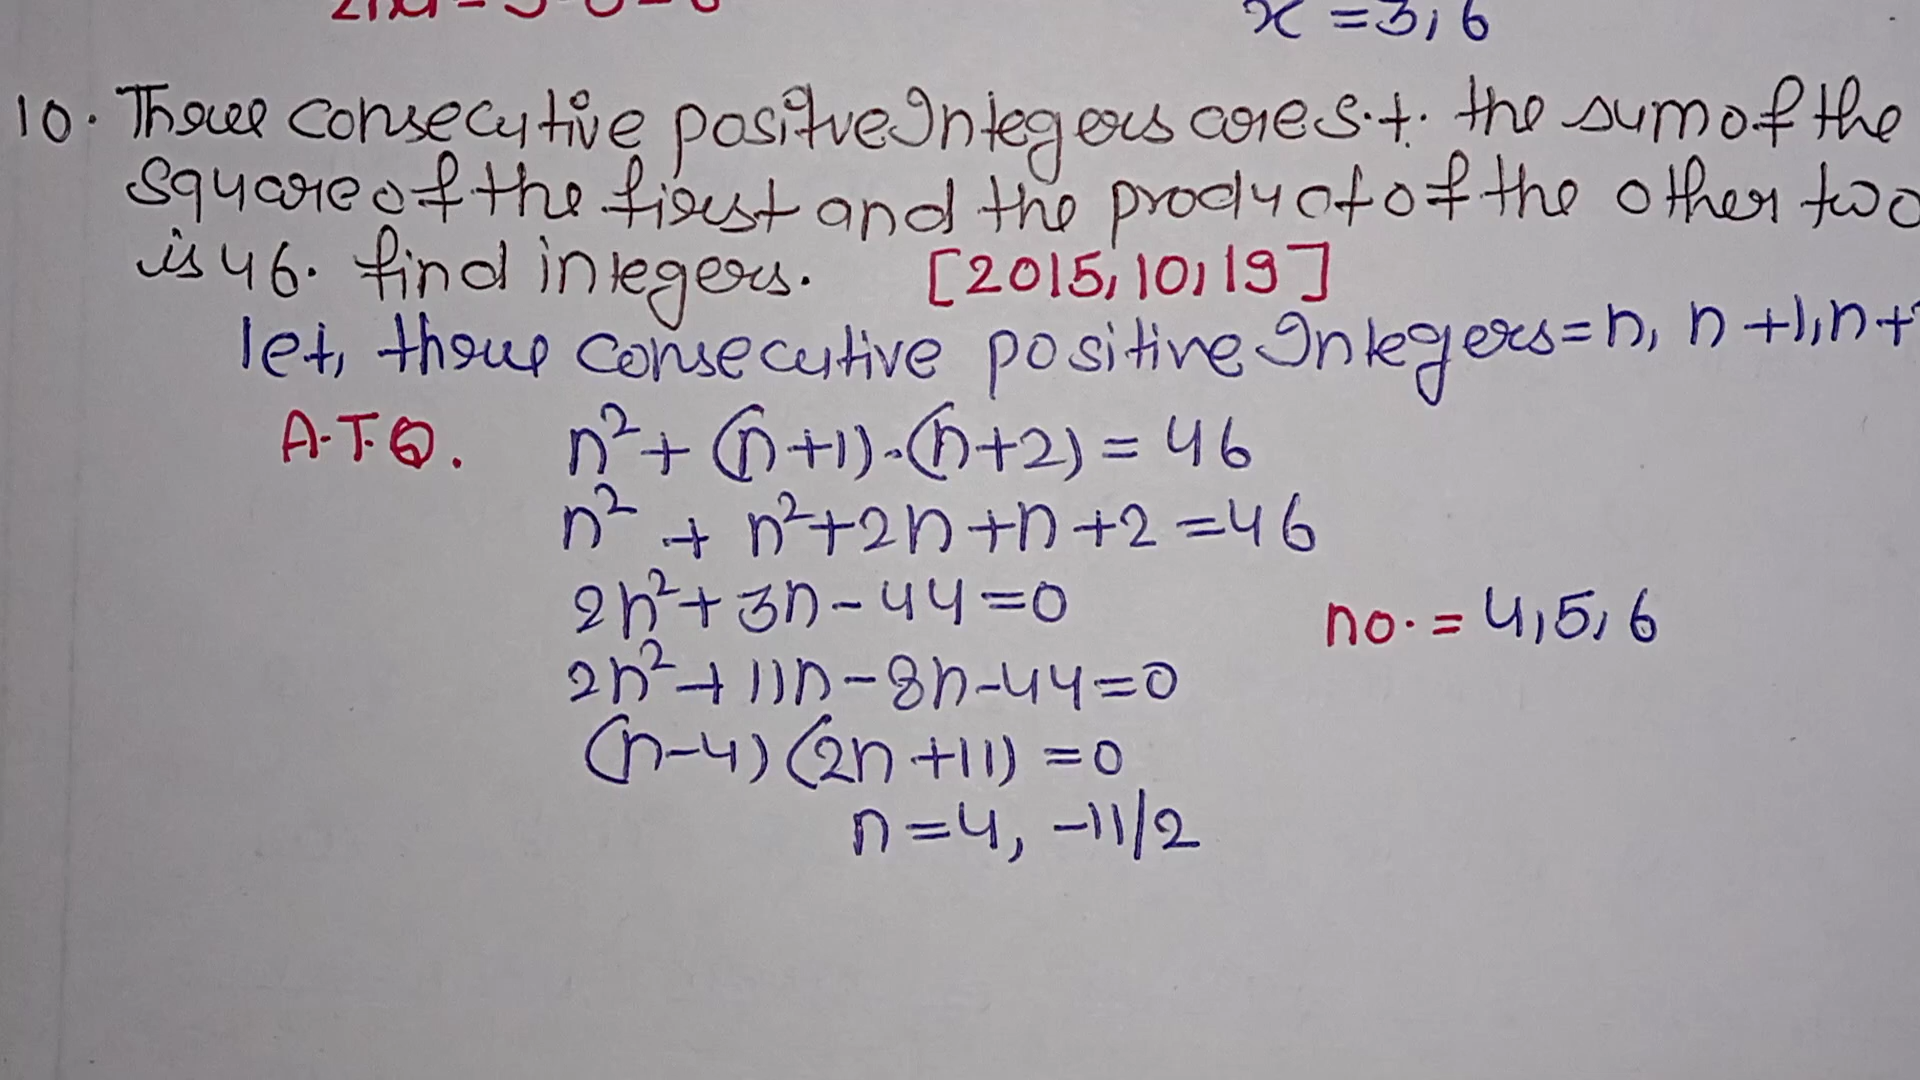 x = 3, 6
10. Three consecutive positive Integers are s.t. the sum of the
square of the first and the product of the other two
is 46. find integers. [2015, 10, 19]
let, three consecutive positive Integers = n, n+1, n+
A.T.Q. n² + (n+1).(n+2) = 46
n² + n²+2n+n+2 = 46
2n²+3n-44=0
no. = 4, 5, 6
2n²+11n-8n-44=0
(n-4) (2n+11) = 0
n=4, -11/2